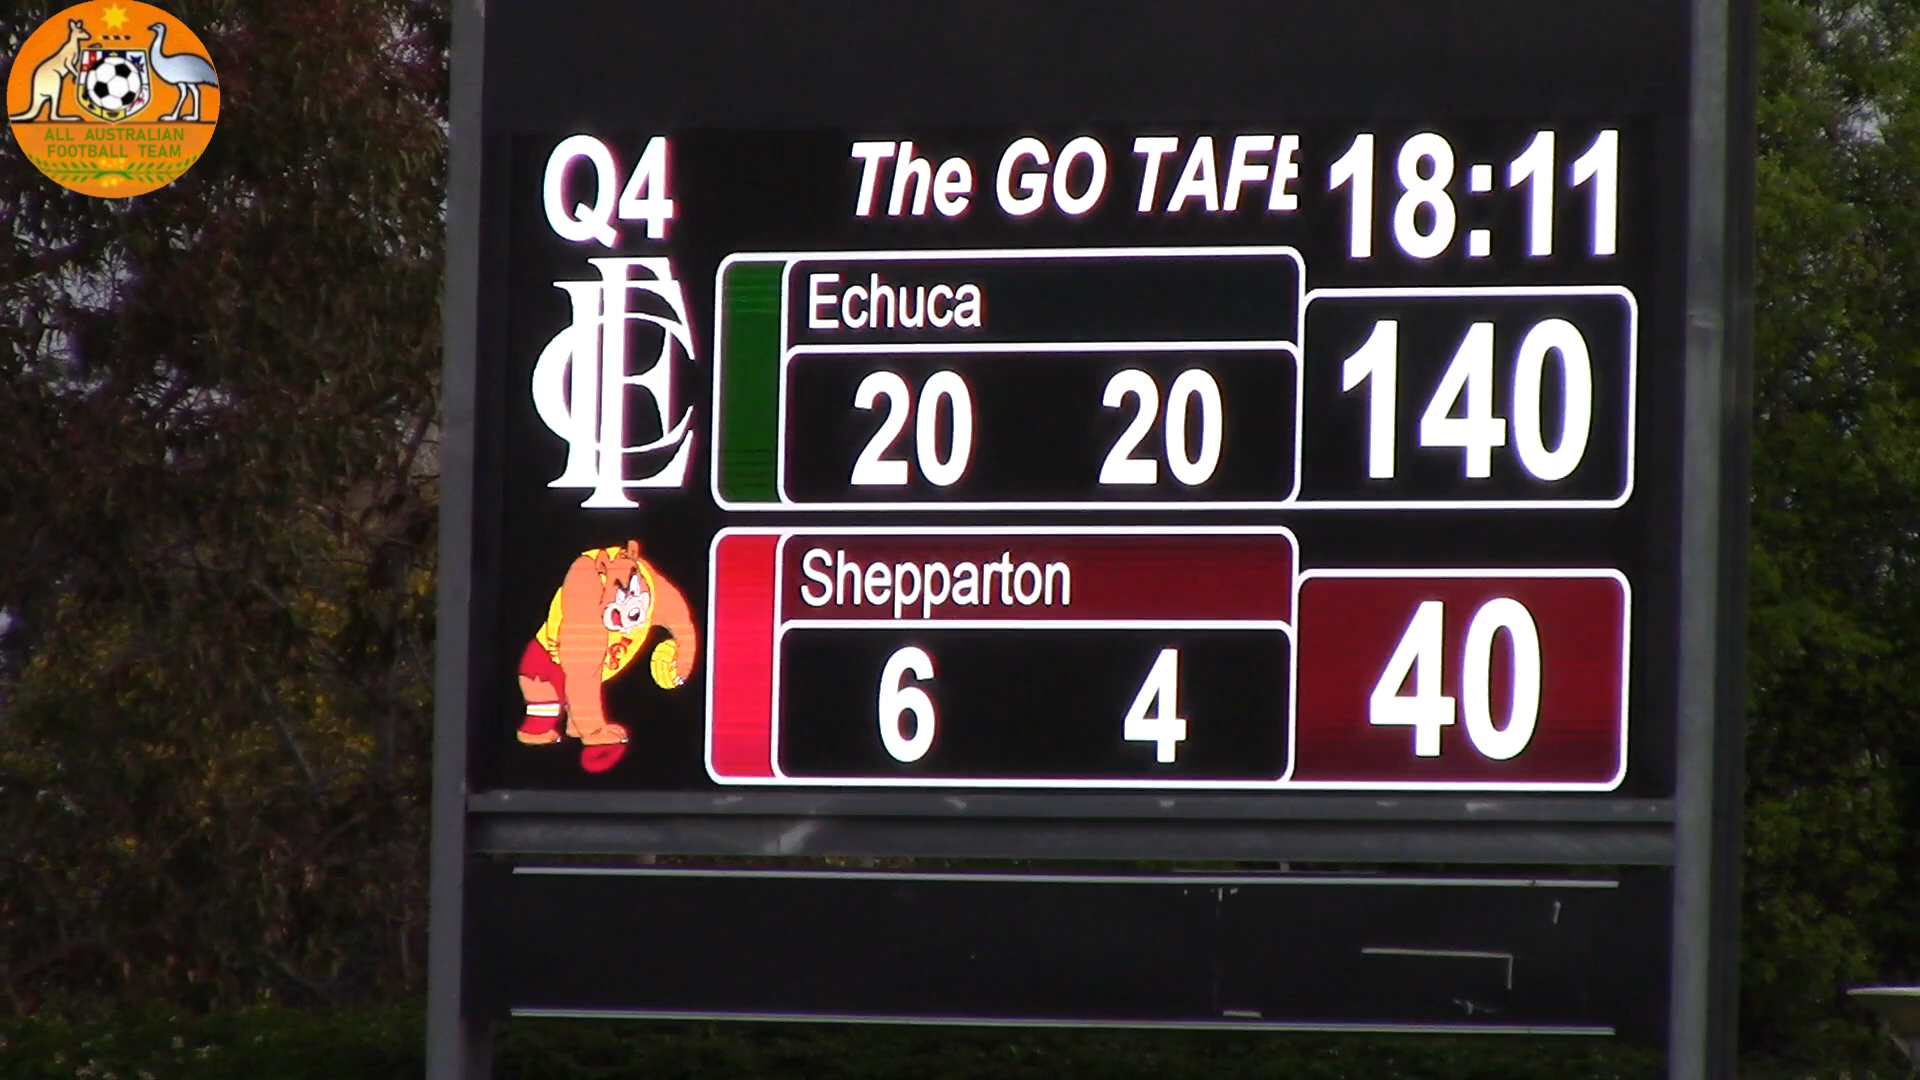 ALL AUSTRALIAN
FOOTBALL TEAM
Q4 The GO TAFE 18:11
Echuca
20 20 140
Shepparton
6 4 40